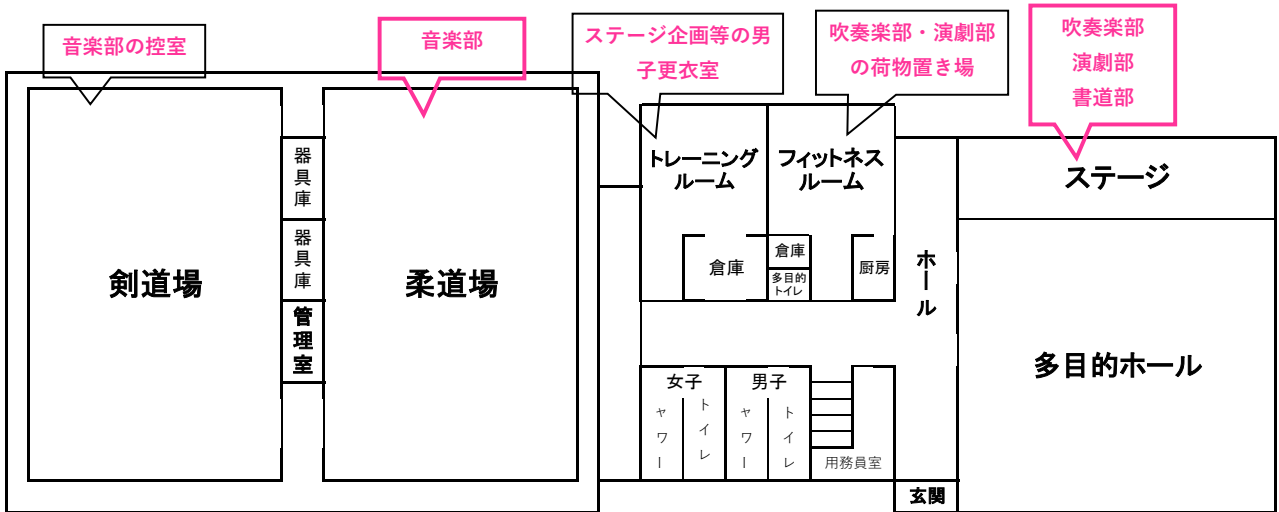 音楽部の控室
音楽部
ステージ企画等の男
子更衣室
吹奏楽部・演劇部
の荷物置き場
吹奏楽部
演劇部
書道部
剣道場
器具庫
器具庫
管理室
柔道場
トレーニング
ルーム
フィットネス
ルーム
倉庫
倉庫
多目的
トイレ
厨房
ホール
ステージ
多目的ホール
女子
ャワー
トイレ
男子
ャワー
トイレ
用務員室
玄関